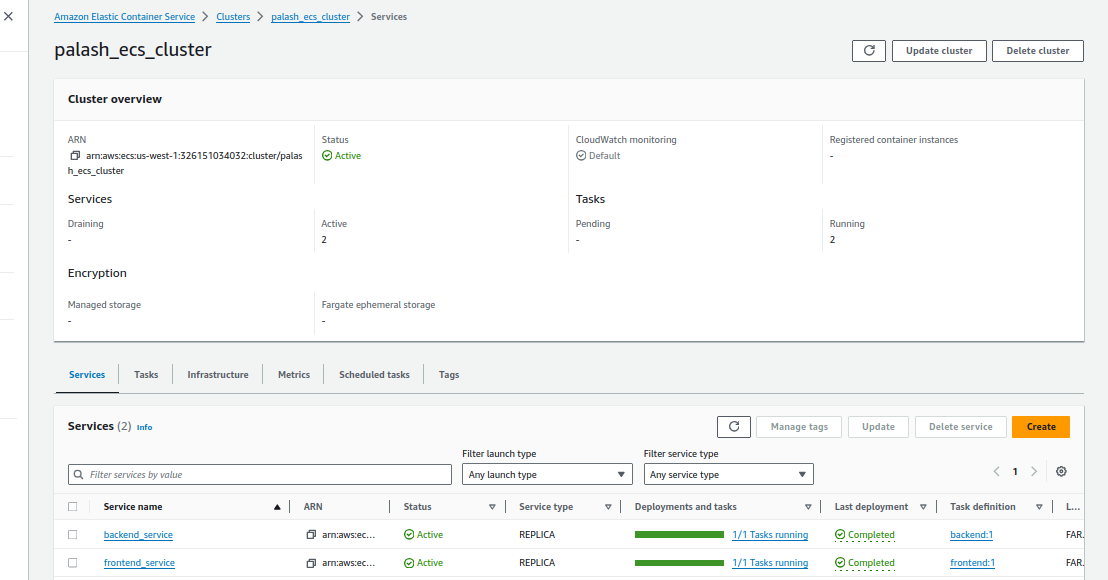 Amazon Elastic Container Service > Clusters > palash_ecs_cluster > Services
palash_ecs_cluster
Update cluster
Delete cluster
Cluster overview
ARN
arn:aws:ecs:us-west-1:326151034032:cluster/palas
h_ecs_cluster
Status
Active
CloudWatch monitoring
Default
Registered container instances
-
Services
Draining
-
Active
2
Tasks
Pending
-
Running
2
Encryption
Managed storage
-
Fargate ephemeral storage
-
Services Tasks Infrastructure Metrics Scheduled tasks Tags
Services (2) Info
Manage tags
Update
Delete service
Create
Filter services by value
Filter launch type
Any launch type
Filter service type
Any service type
1
Service name ARN Status Service type Deployments and tasks Last deployment Task definition L...
backend_service arn:aws:ec... Active REPLICA 1/1 Tasks running Completed backend:1 FAR.
frontend_service arn:aws:ec... Active REPLICA 1/1 Tasks running Completed frontend:1 FAR.